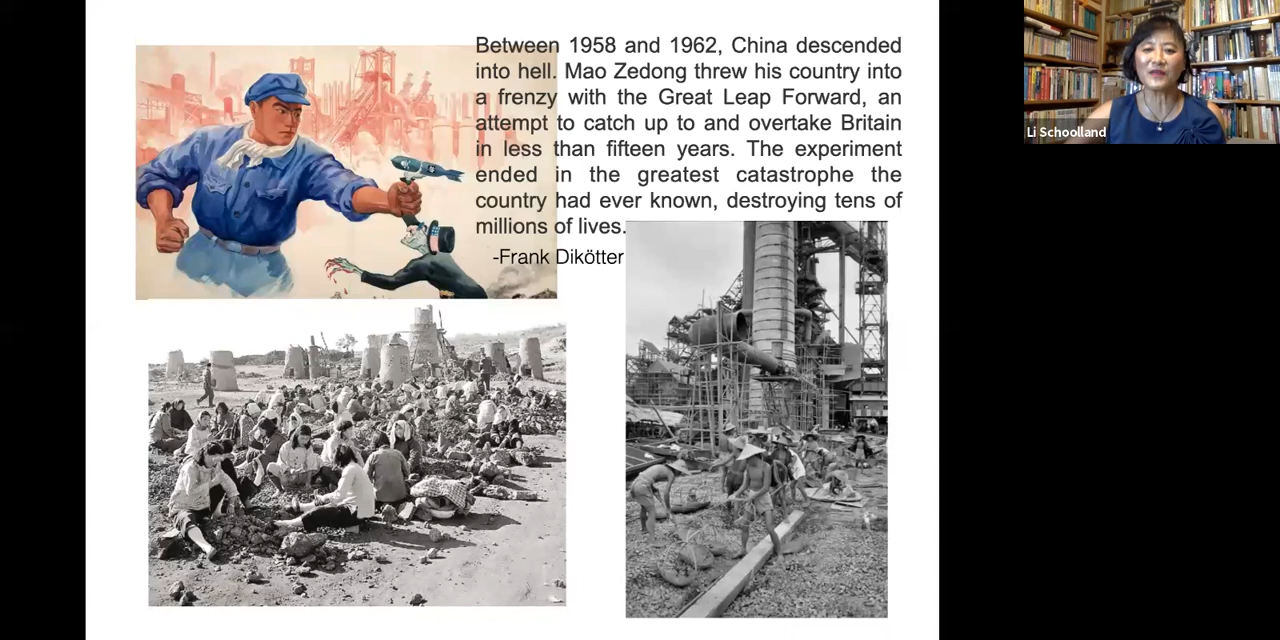 Between 1958 and 1962, China descended
into hell. Mao Zedong threw his country into
a frenzy with the Great Leap Forward, an
attempt to catch up to and overtake Britain
in less than fifteen years. The experiment
ended in the greatest catastrophe the
country had ever known, destroying tens of
millions of lives.
-Frank Dikötter
Li Schoolland